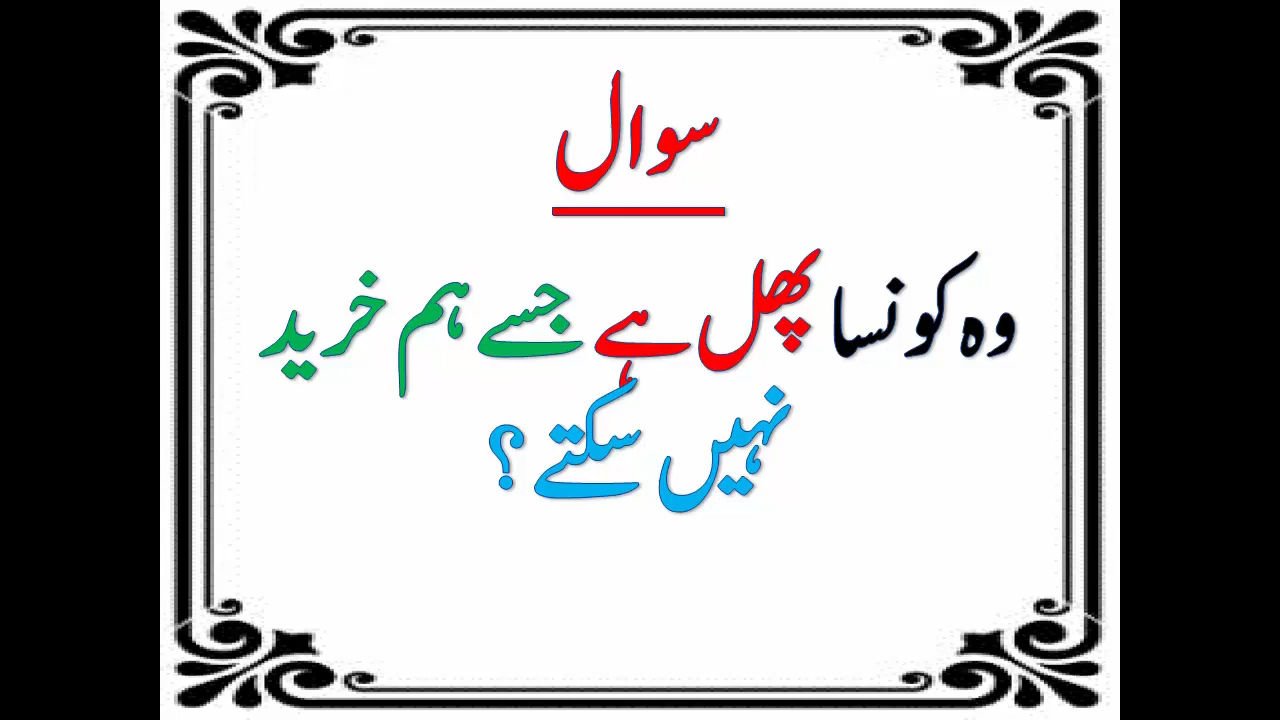 سوال
وہ کونسا پھل ہے جسے ہم خرید
نہیں سکتے ؟